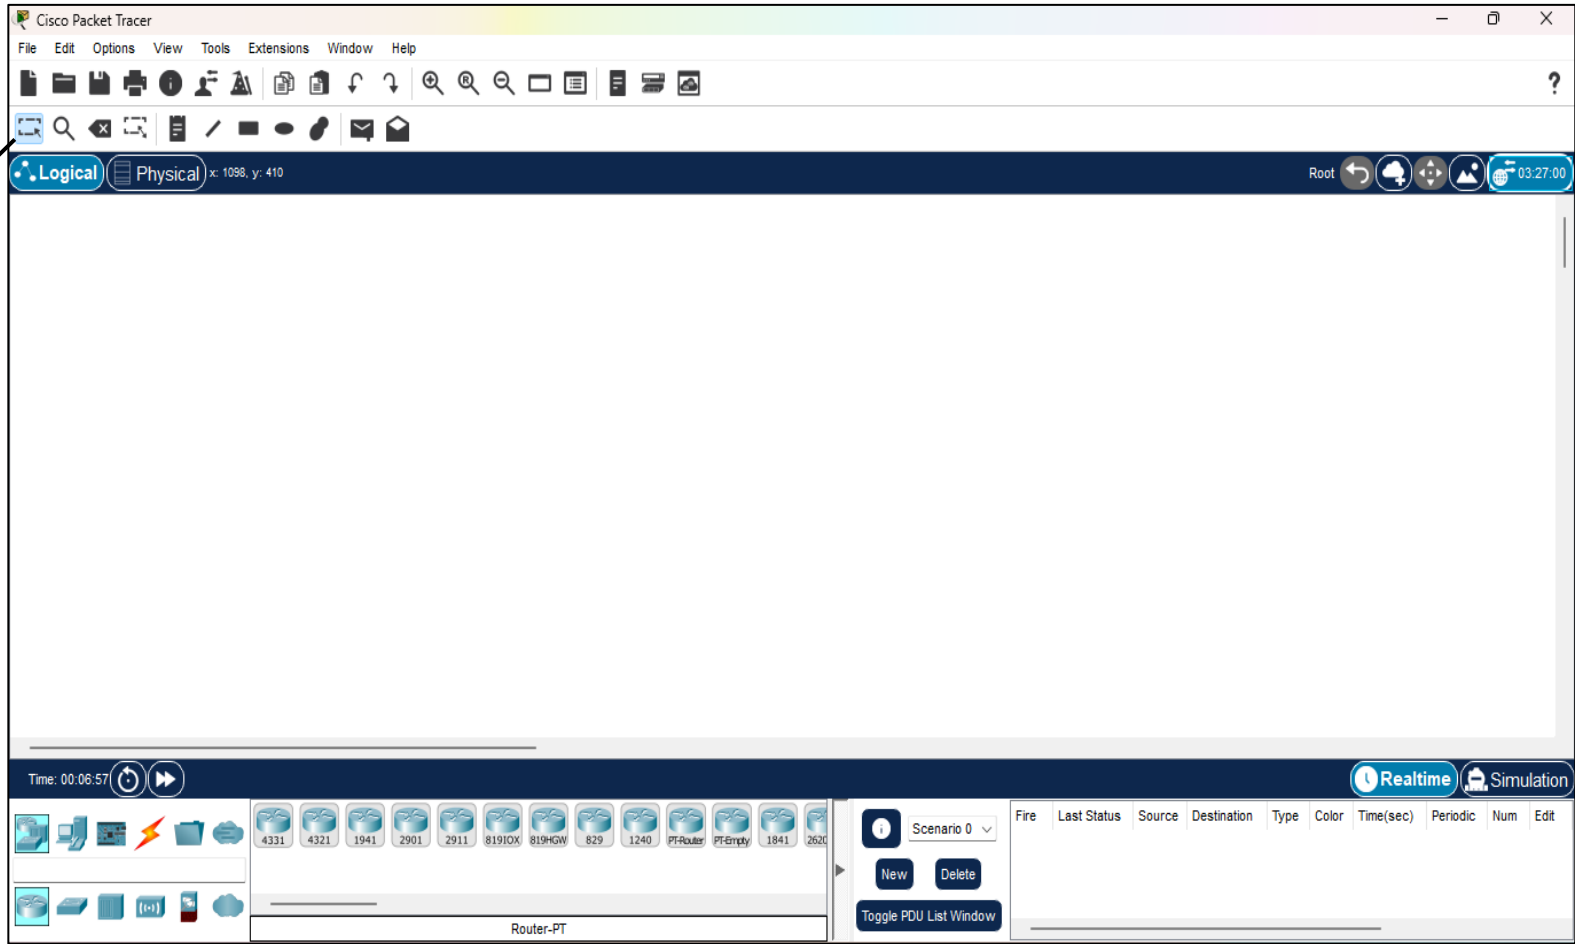 Cisco Packet Tracer
File Edit Options View Tools Extensions Window Help
Logical Physical x: 1098, y: 410 Root 03:27:00
Time: 00:06:57 Realtime Simulation
4331 4321 1941 2901 2911 819IOX 819HGW 829 1240 PT-Router PT-Empty 1841 2620
Router-PT
Scenario 0
New Delete
Toggle PDU List Window
Fire Last Status Source Destination Type Color Time(sec) Periodic Num Edit